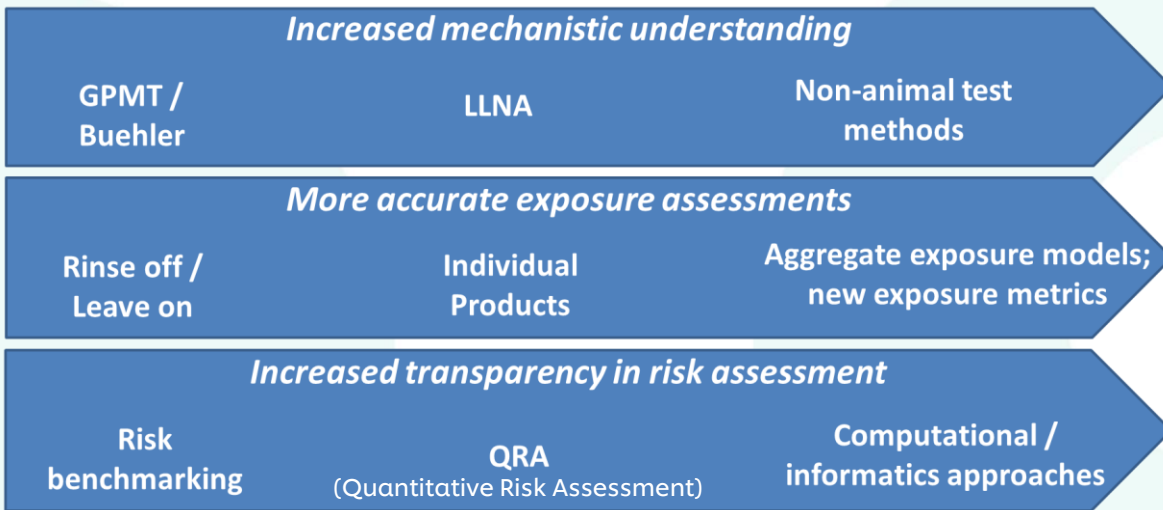 Increased mechanistic understanding
GPMT /
Buehler
LLNA
Non-animal test
methods
More accurate exposure assessments
Rinse off /
Leave on
Individual
Products
Aggregate exposure models;
new exposure metrics
Increased transparency in risk assessment
Risk
benchmarking
QRA
(Quantitative Risk Assessment)
Computational /
informatics approaches